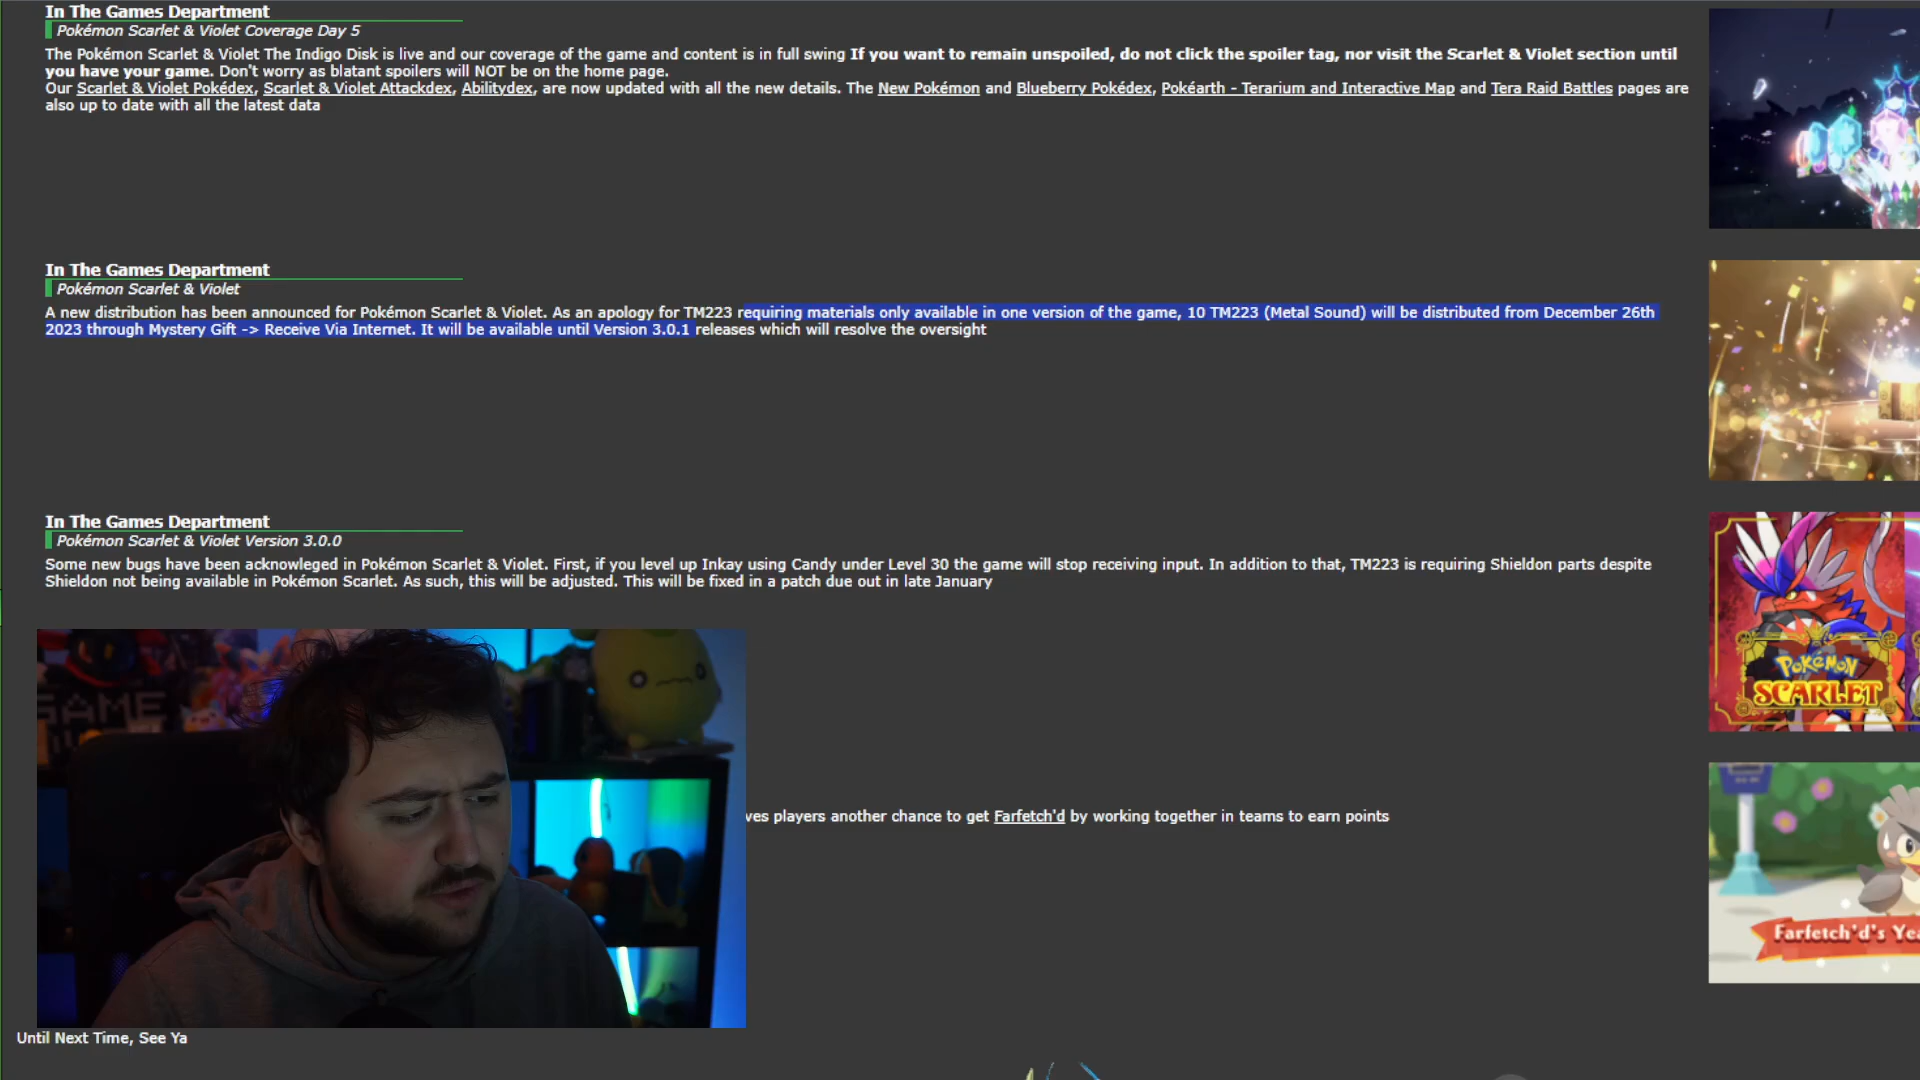 In The Games Department
Pokémon Scarlet & Violet Coverage Day 5
The Pokémon Scarlet & Violet The Indigo Disk is live and our coverage of the game and content is in full swing If you want to remain unspoiled, do not click the spoiler tag, nor visit the Scarlet & Violet section until
you have your game. Don't worry as blatant spoilers will NOT be on the home page.
Our Scarlet & Violet Pokédex, Scarlet & Violet Attackdex, Abilitydex, are now updated with all the new details. The New Pokémon and Blueberry Pokédex, Pokéarth - Terarium and Interactive Map and Tera Raid Battles pages are
also up to date with all the latest data
In The Games Department
Pokémon Scarlet & Violet
A new distribution has been announced for Pokémon Scarlet & Violet. As an apology for TM223 requiring materials only available in one version of the game, 10 TM223 (Metal Sound) will be distributed from December 26th
2023 through Mystery Gift -> Receive Via Internet. It will be available until Version 3.0.1 releases which will resolve the oversight
In The Games Department
Pokémon Scarlet & Violet Version 3.0.0
Some new bugs have been acknowleged in Pokémon Scarlet & Violet. First, if you level up Inkay using Candy under Level 30 the game will stop receiving input. In addition to that, TM223 is requiring Shieldon parts despite
Shieldon not being available in Pokémon Scarlet. As such, this will be adjusted. This will be fixed in a patch due out in late January
POKÉMON
SCARLET
GAME
ves players another chance to get Farfetch'd by working together in teams to earn points
Farfetch'd's Yea
Until Next Time, See Ya